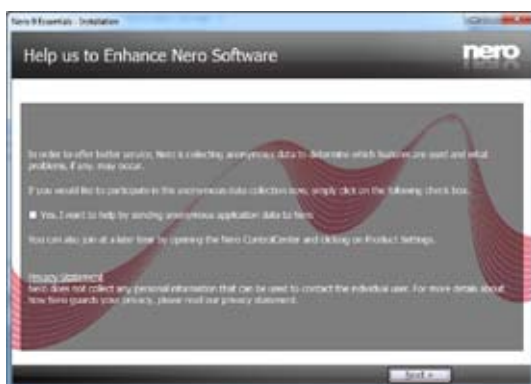 Nero 9 Essentials - Installation
Help us to Enhance Nero Software
nero
In order to offer better service, Nero is collecting anonymous data to determine which features are used and what
problems, if any, may occur.
If you would like to participate in this anonymous data collection now, simply click on the following check box.
Yes, I want to help by sending anonymous application data to Nero
You can also join at a later time by opening the Nero ControlCenter and clicking on Product Settings.
Privacy Statement
Nero does not collect any personal information that can be used to contact the individual user. For more details about
how Nero guards your privacy, please read our privacy statement.
Next >